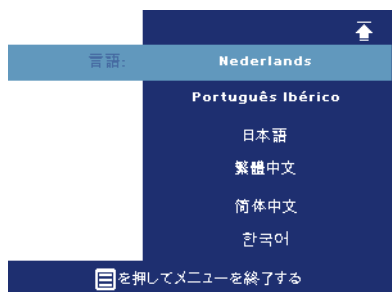 言語: Nederlands
Português Ibérico
日本語
繁體中文
简体中文
한국어
を押してメニューを終了する